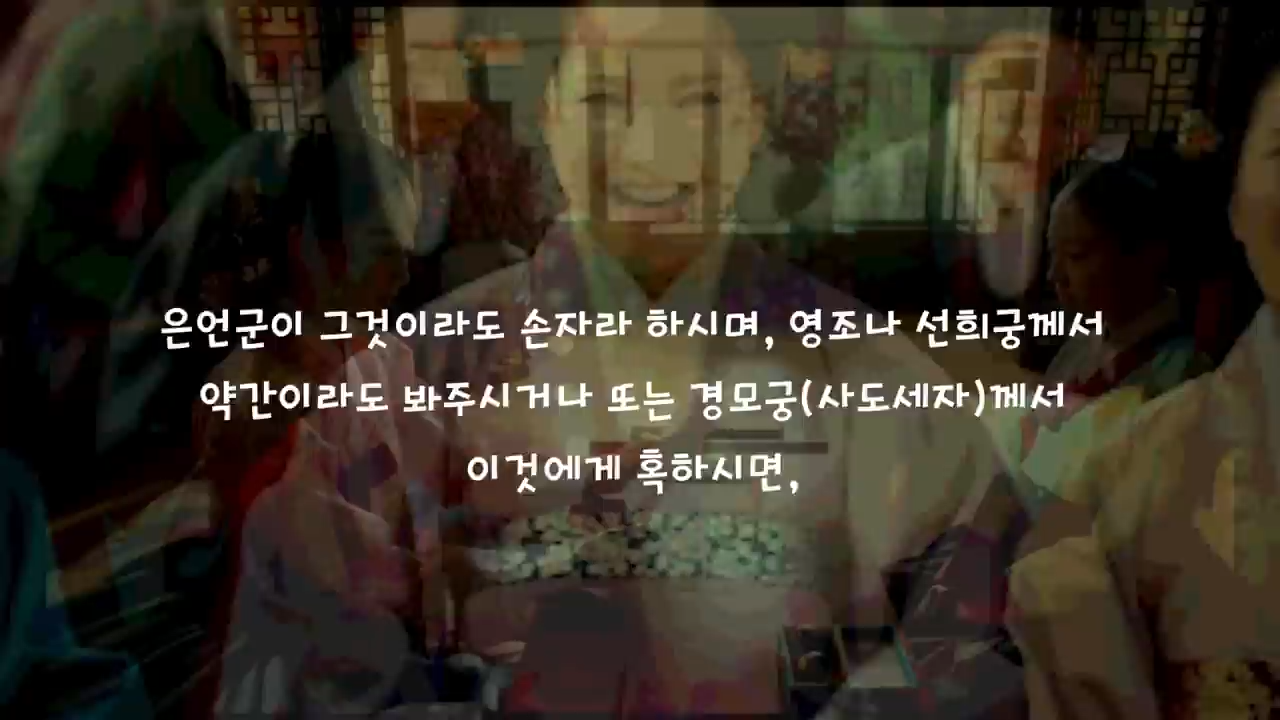 은언군이 그것이라도 손자라 하시며, 영조나 선희궁께서
약간이라도 봐주시거나 또는 경모궁(사도세자)께서
이것에게 혹하시면,